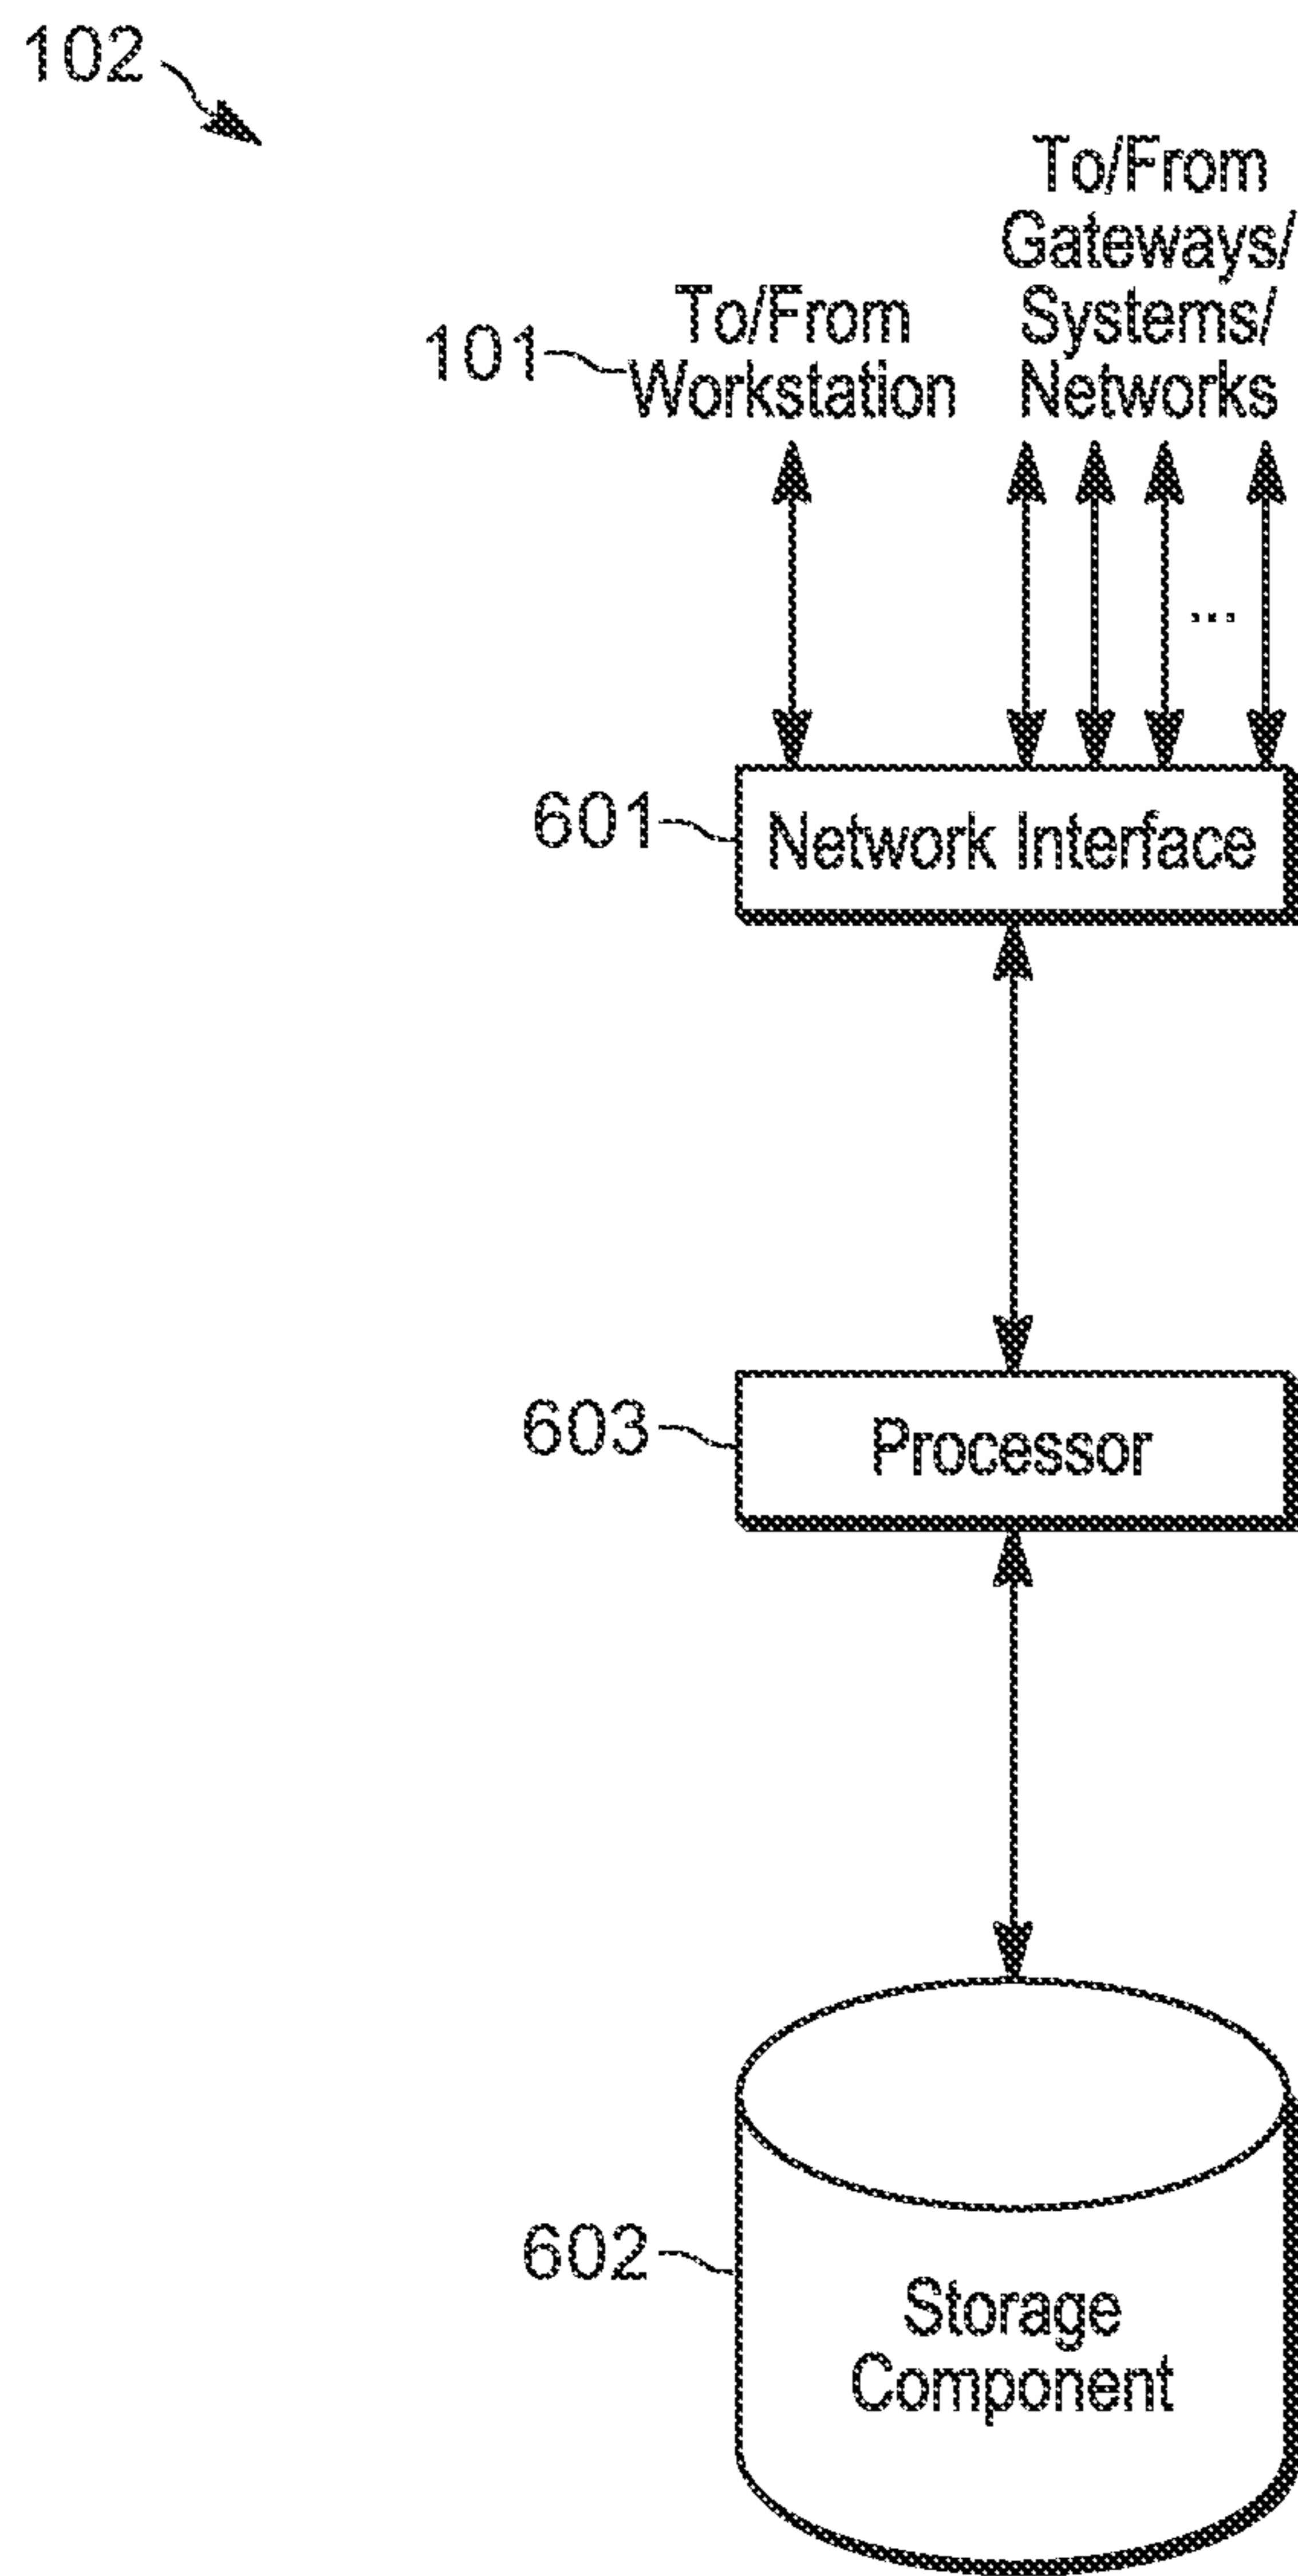 102
To/From
Gateways/
Systems/
Networks
101
To/From
Workstation
...
601
Network Interface
603
Processor
602
Storage
Component